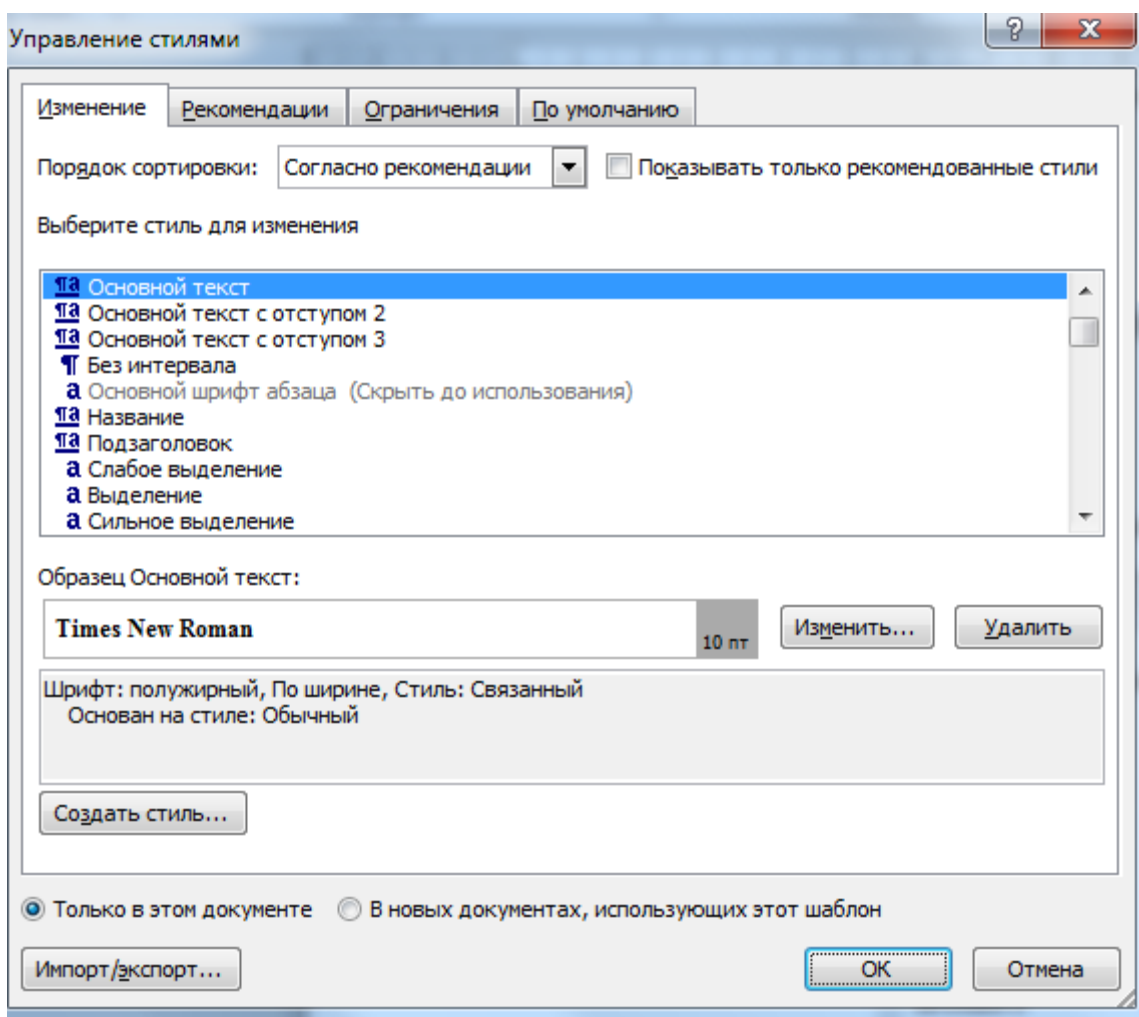 Управление стилями
?
Изменение Рекомендации Ограничения По умолчанию
Порядок сортировки: Согласно рекомендации Показывать только рекомендованные стили
Выберите стиль для изменения
¶a Основной текст
¶a Основной текст с отступом 2
¶a Основной текст с отступом 3
¶ Без интервала
a Основной шрифт абзаца (Скрыть до использования)
¶a Название
¶a Подзаголовок
a Слабое выделение
a Выделение
a Сильное выделение
Образец Основной текст:
Times New Roman 10 пт Изменить... Удалить
Шрифт: полужирный, По ширине, Стиль: Связанный
Основан на стиле: Обычный
Создать стиль...
Только в этом документе В новых документах, использующих этот шаблон
Импорт/экспорт... ОК Отмена